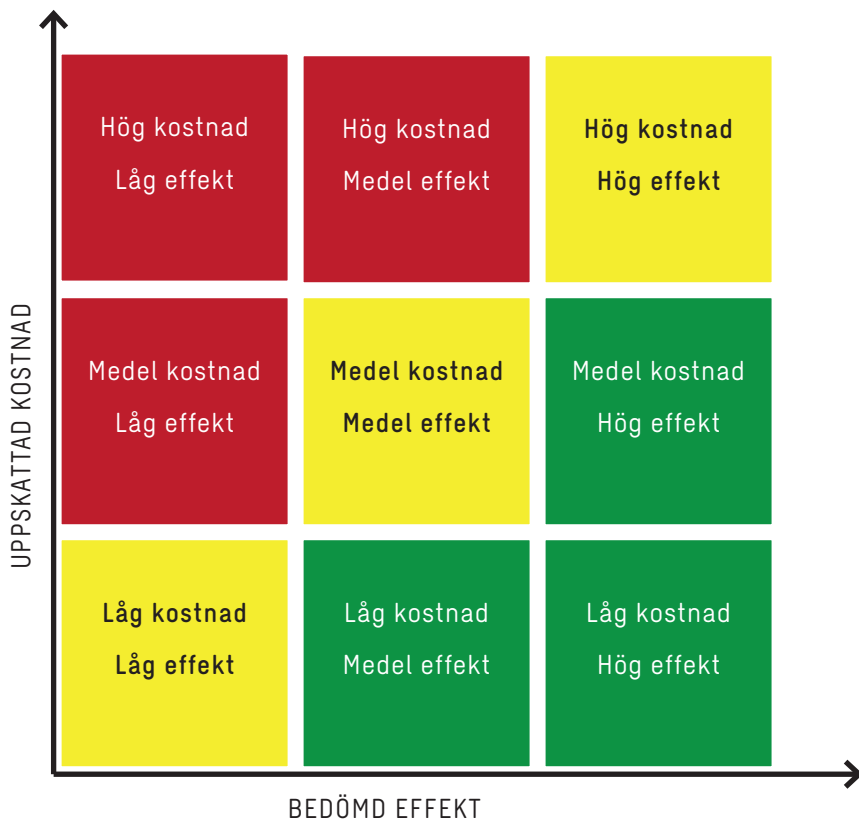 Hög kostnad
Låg effekt
Hög kostnad
Medel effekt
Hög kostnad
Hög effekt
Medel kostnad
Låg effekt
Medel kostnad
Medel effekt
Medel kostnad
Hög effekt
Låg kostnad
Låg effekt
Låg kostnad
Medel effekt
Låg kostnad
Hög effekt
UPPSKATTAD KOSTNAD
BEDÖMD EFFEKT